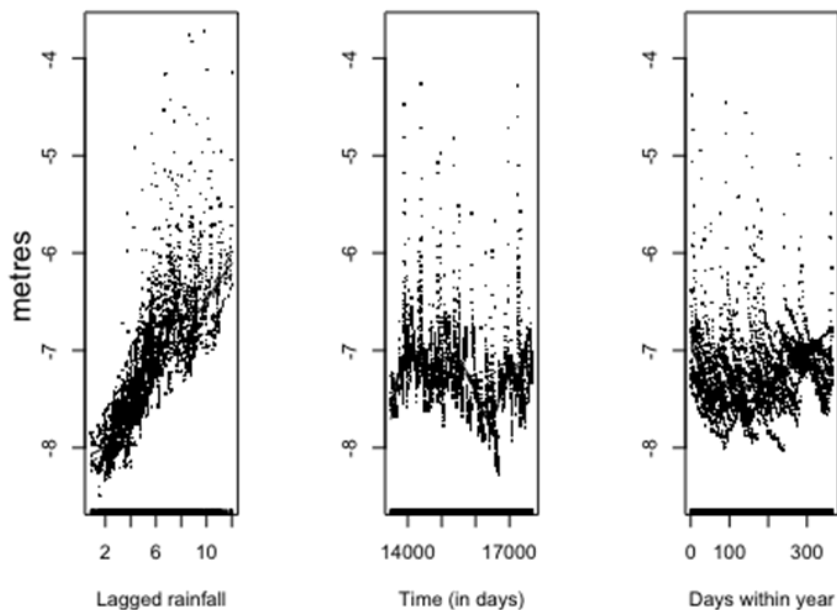 metres
-4
-5
-6
-7
-8
2 6 10
Lagged rainfall
-4
-5
-6
-7
-8
14000 17000
Time (in days)
-4
-5
-6
-7
-8
0 100 300
Days within year